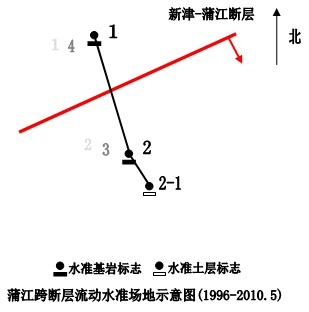 新津-蒲江断层
北
1
1 4
2 3
2
2-1
水准基岩标志 水准土层标志
蒲江跨断层流动水准场地示意图(1996-2010.5)